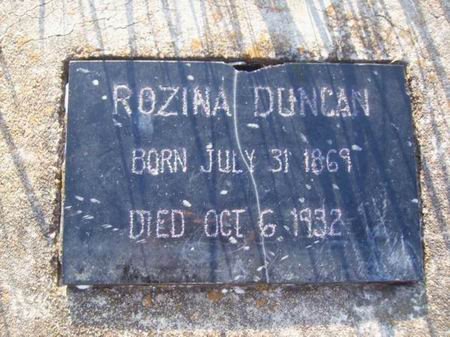 ROZINA DUNCAN
BORN JULY 31 1869
DIED OCT 6 1932